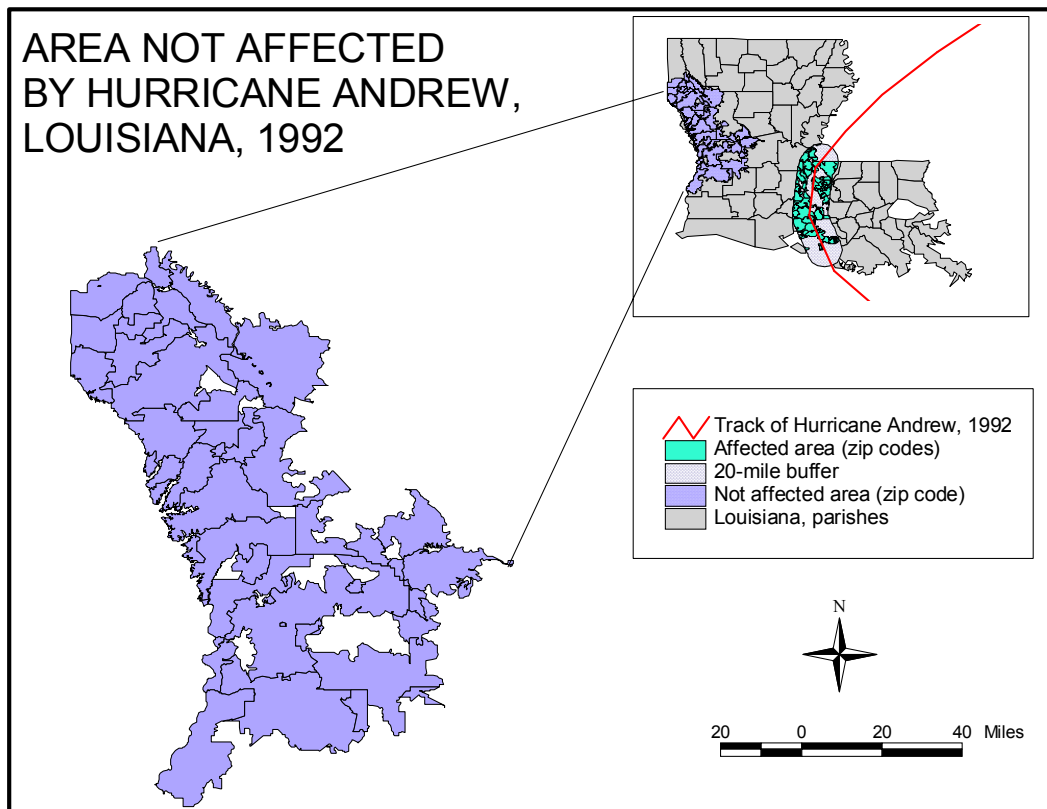 AREA NOT AFFECTED
BY HURRICANE ANDREW,
LOUISIANA, 1992
Track of Hurricane Andrew, 1992
Affected area (zip codes)
20-mile buffer
Not affected area (zip code)
Louisiana, parishes
N
20 0 20 40 Miles